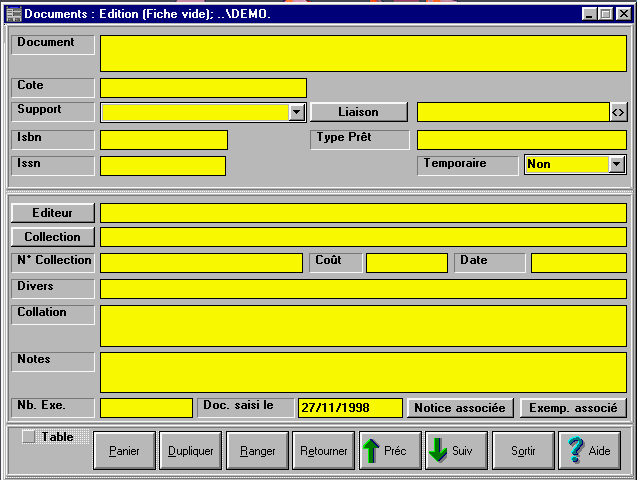 Documents : Edition (Fiche vide); ..\DEMO.
Document
Cote
Support Liaison <>
Isbn Type Prêt
Issn Temporaire Non
Editeur
Collection
N° Collection Coût Date
Divers
Collation
Notes
Nb. Exe. Doc. saisi le 27/11/1998 Notice associée Exemp. associé
Table Panier Dupliquer Ranger Retourner Préc Suiv Sortir ? Aide